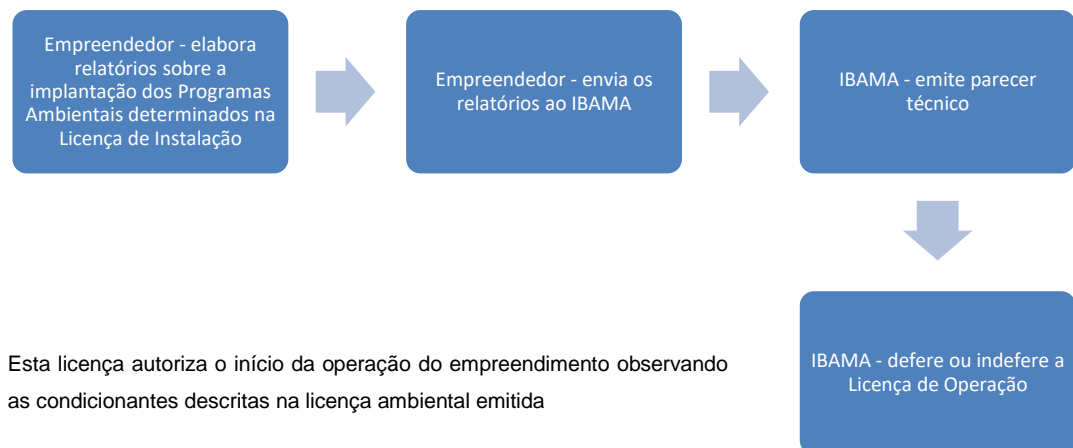 Empreendedor - elabora
relatórios sobre a
implantação dos Programas
Ambientais determinados na
Licença de Instalação
Empreendedor - envia os
relatórios ao IBAMA
IBAMA - emite parecer
técnico
IBAMA - defere ou indefere a
Licença de Operação
Esta licença autoriza o início da operação do empreendimento observando
as condicionantes descritas na licença ambiental emitida